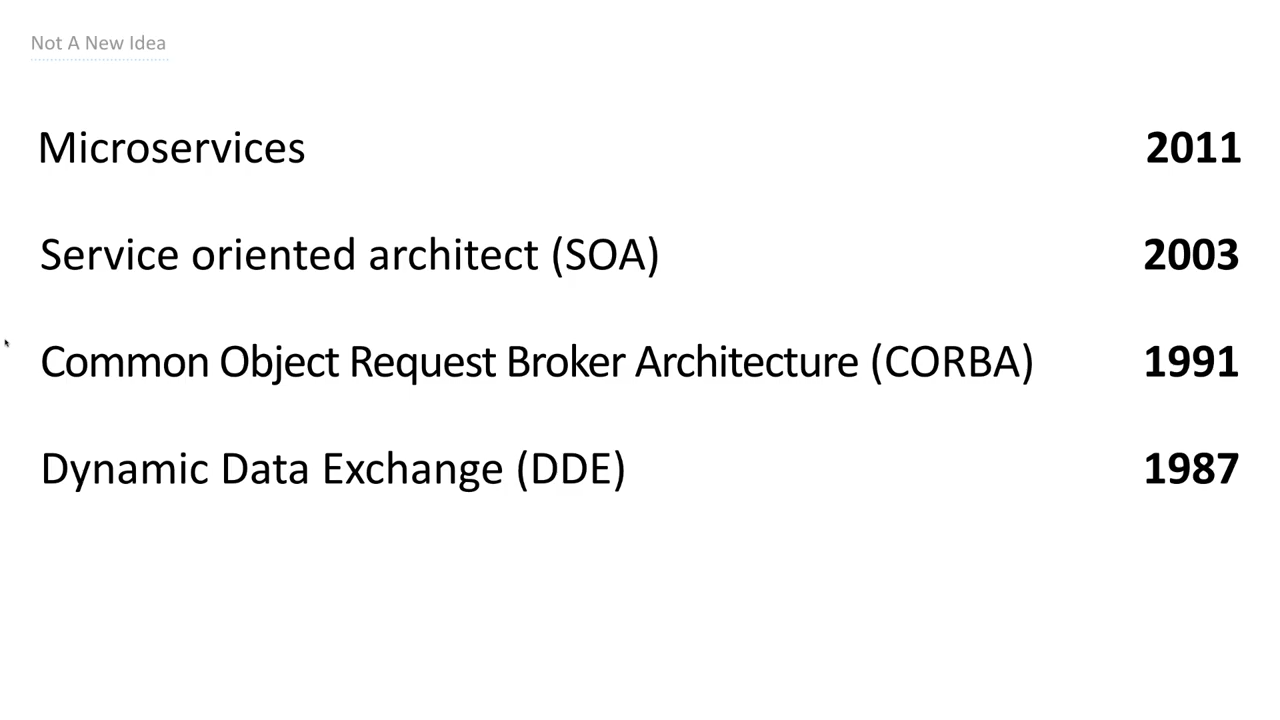 Not A New Idea
Microservices 2011
Service oriented architect (SOA) 2003
Common Object Request Broker Architecture (CORBA) 1991
Dynamic Data Exchange (DDE) 1987